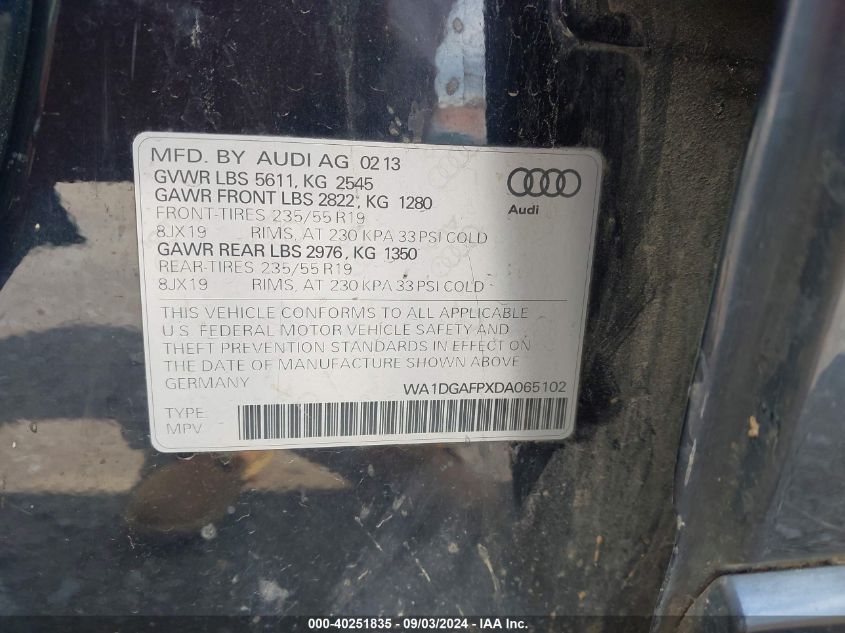 MFD. BY AUDI AG 02 13
GVWR LBS 5611, KG 2545
GAWR FRONT LBS 2822, KG 1280
FRONT-TIRES 235/55 R19
8JX19 RIMS, AT 230 KPA 33 PSI COLD
GAWR REAR LBS 2976, KG 1350
REAR-TIRES 235/55 R19
8JX19 RIMS, AT 230 KPA 33 PSI COLD
Audi
THIS VEHICLE CONFORMS TO ALL APPLICABLE
U.S. FEDERAL MOTOR VEHICLE SAFETY AND
THEFT PREVENTION STANDARDS IN EFFECT ON
THE DATE OF MANUFACTURE SHOWN ABOVE
GERMANY WA1DGAFPXDA065102
TYPE:
MPV
000-40251835 - 09/03/2024 - IAA Inc.